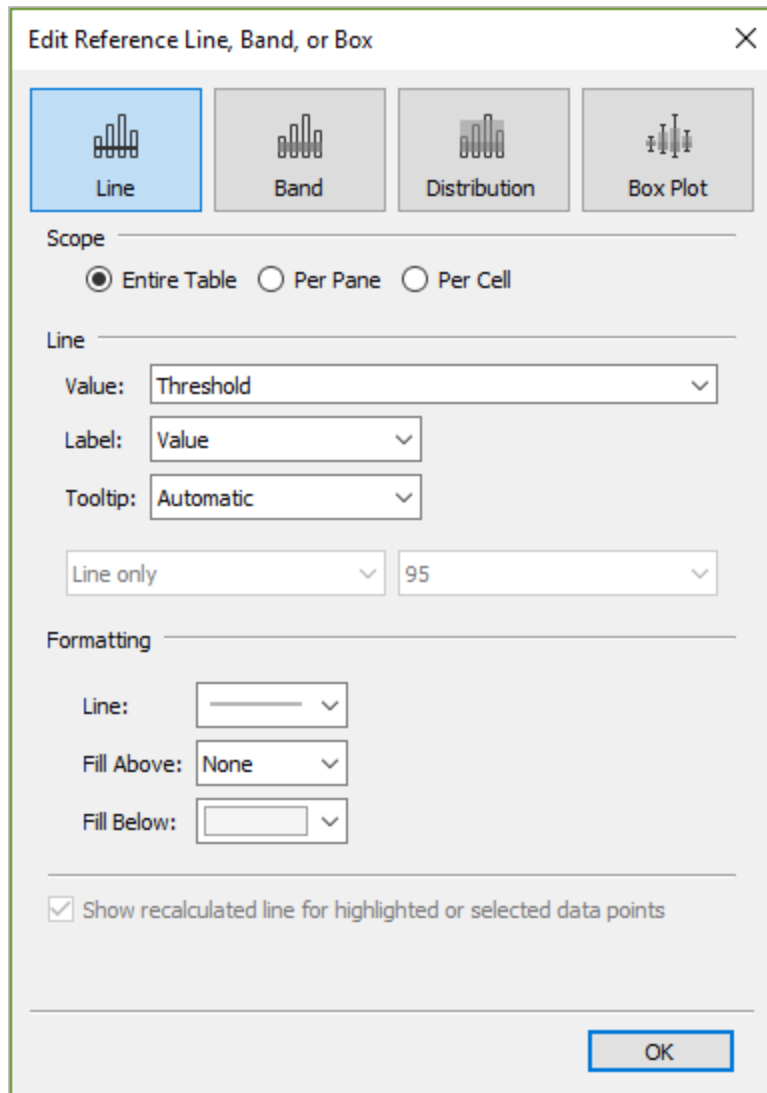 Edit Reference Line, Band, or Box
Line Band Distribution Box Plot
Scope
Entire Table Per Pane Per Cell
Line
Value: Threshold
Label: Value
Tooltip: Automatic
Line only 95
Formatting
Line:
Fill Above: None
Fill Below:
Show recalculated line for highlighted or selected data points
OK